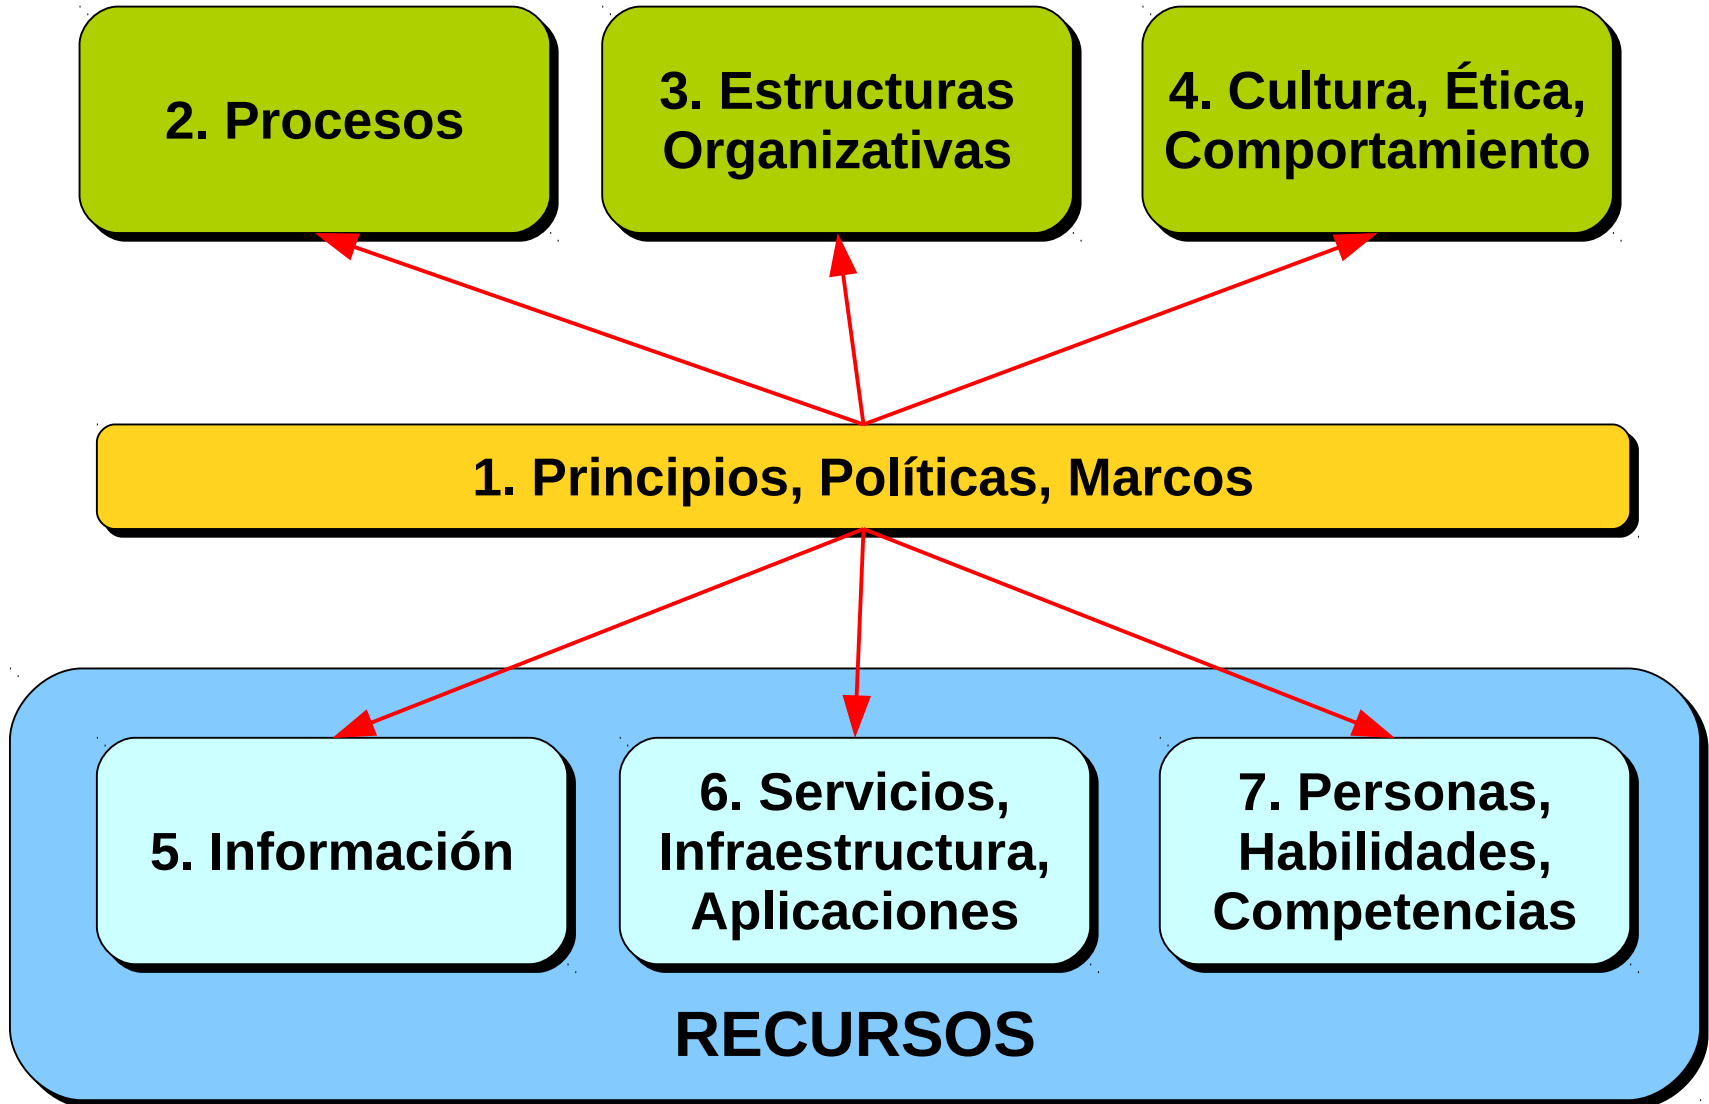 2. Procesos
3. Estructuras
Organizativas
4. Cultura, Ética,
Comportamiento
1. Principios, Políticas, Marcos
5. Información
6. Servicios,
Infraestructura,
Aplicaciones
7. Personas,
Habilidades,
Competencias
RECURSOS